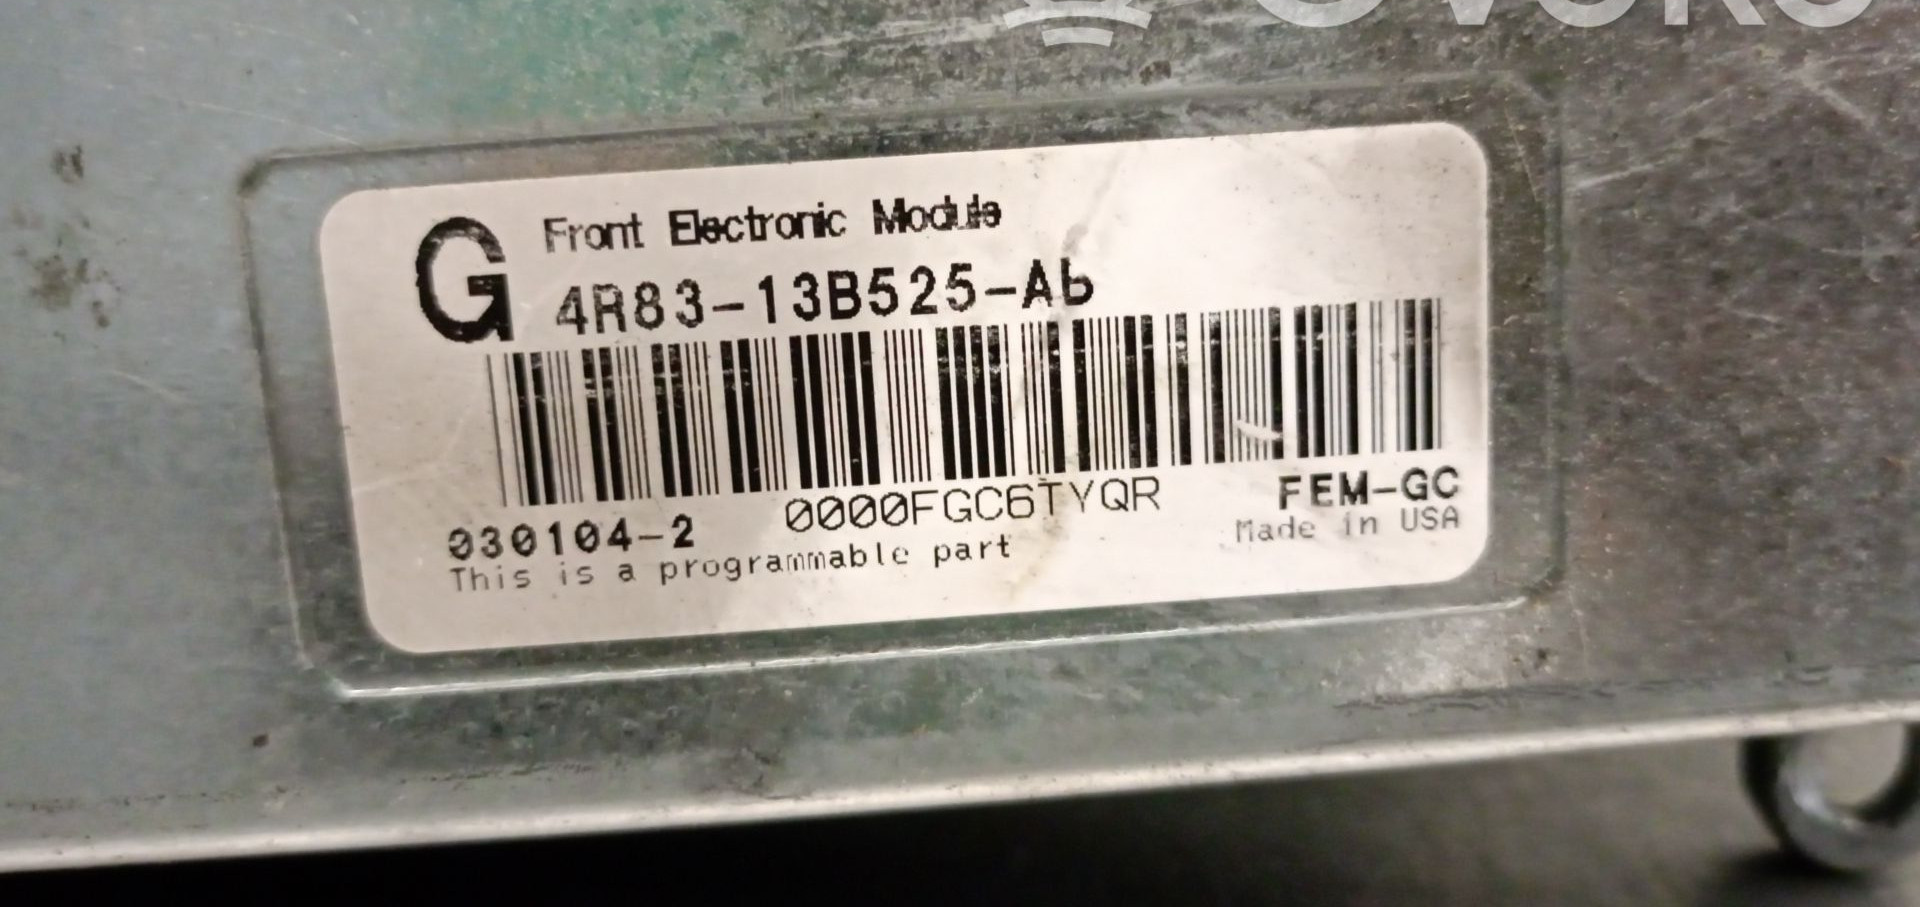 G Front Electronic Module
4R83-13B525-Ab
0000FGC6TYQR
FEM-GC
030104-2
Made in USA
This is a programmable part